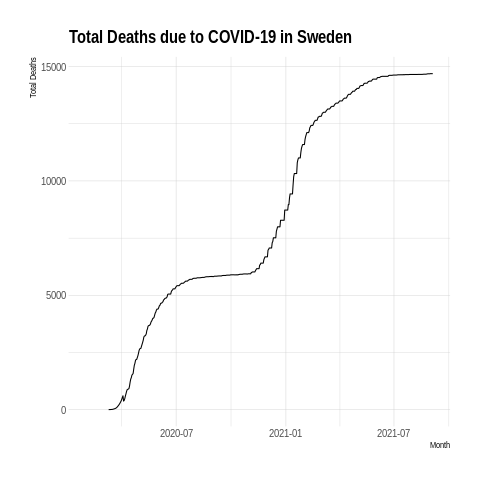 Total Deaths due to COVID-19 in Sweden
Total Deaths
15000
10000
5000
0
2020-07 2021-01 2021-07
Month